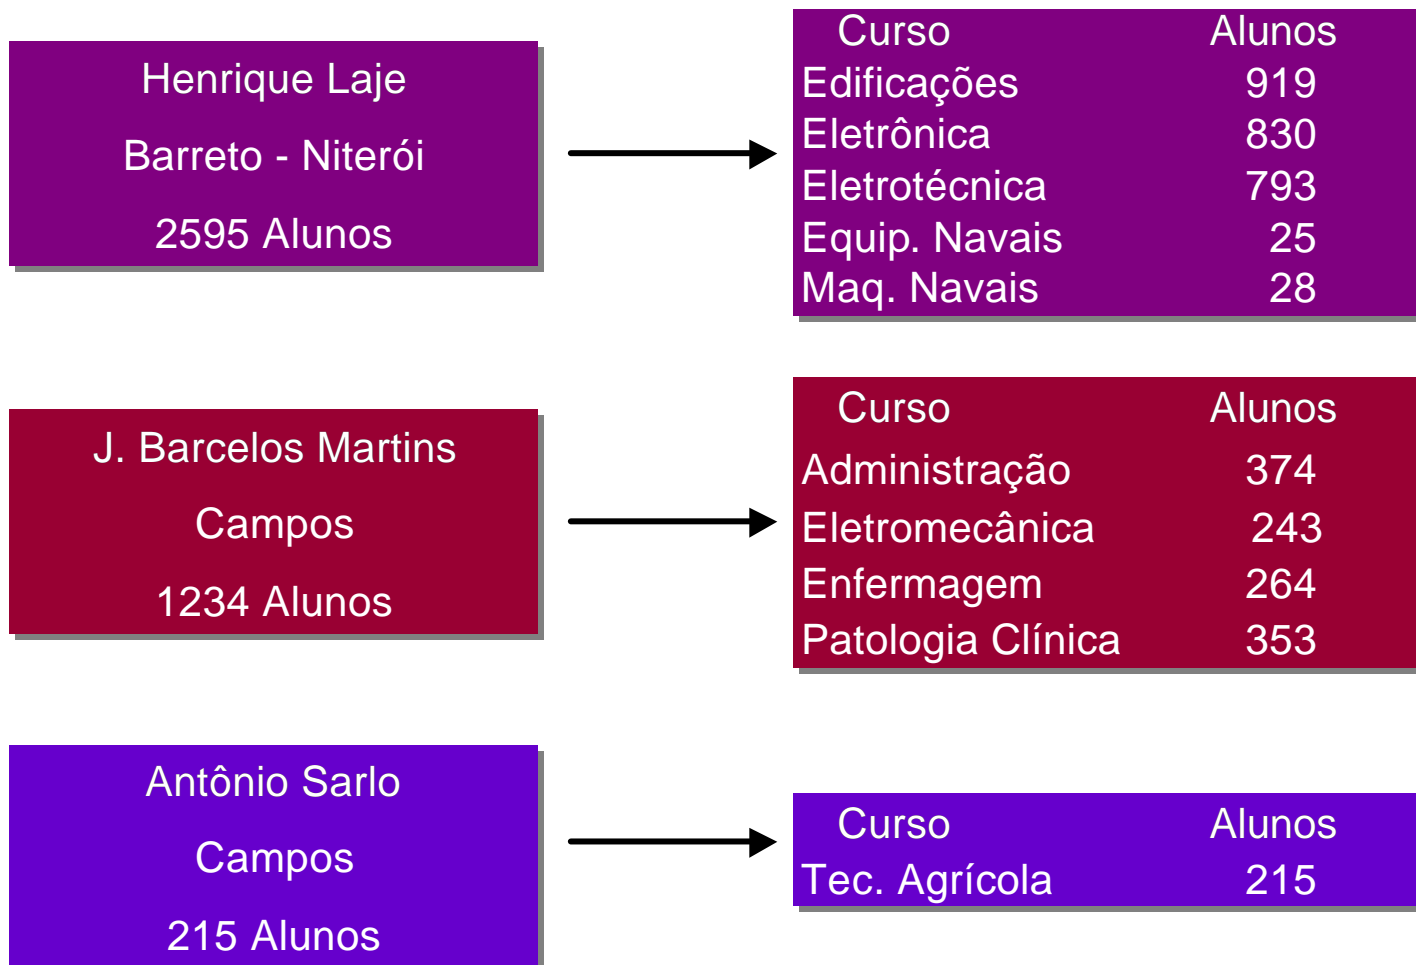 Henrique Laje
Barreto - Niterói
2595 Alunos
Curso Alunos
Edificações 919
Eletrônica 830
Eletrotécnica 793
Equip. Navais 25
Maq. Navais 28
J. Barcelos Martins
Campos
1234 Alunos
Curso Alunos
Administração 374
Eletromecânica 243
Enfermagem 264
Patologia Clínica 353
Antônio Sarlo
Campos
215 Alunos
Curso Alunos
Tec. Agrícola 215